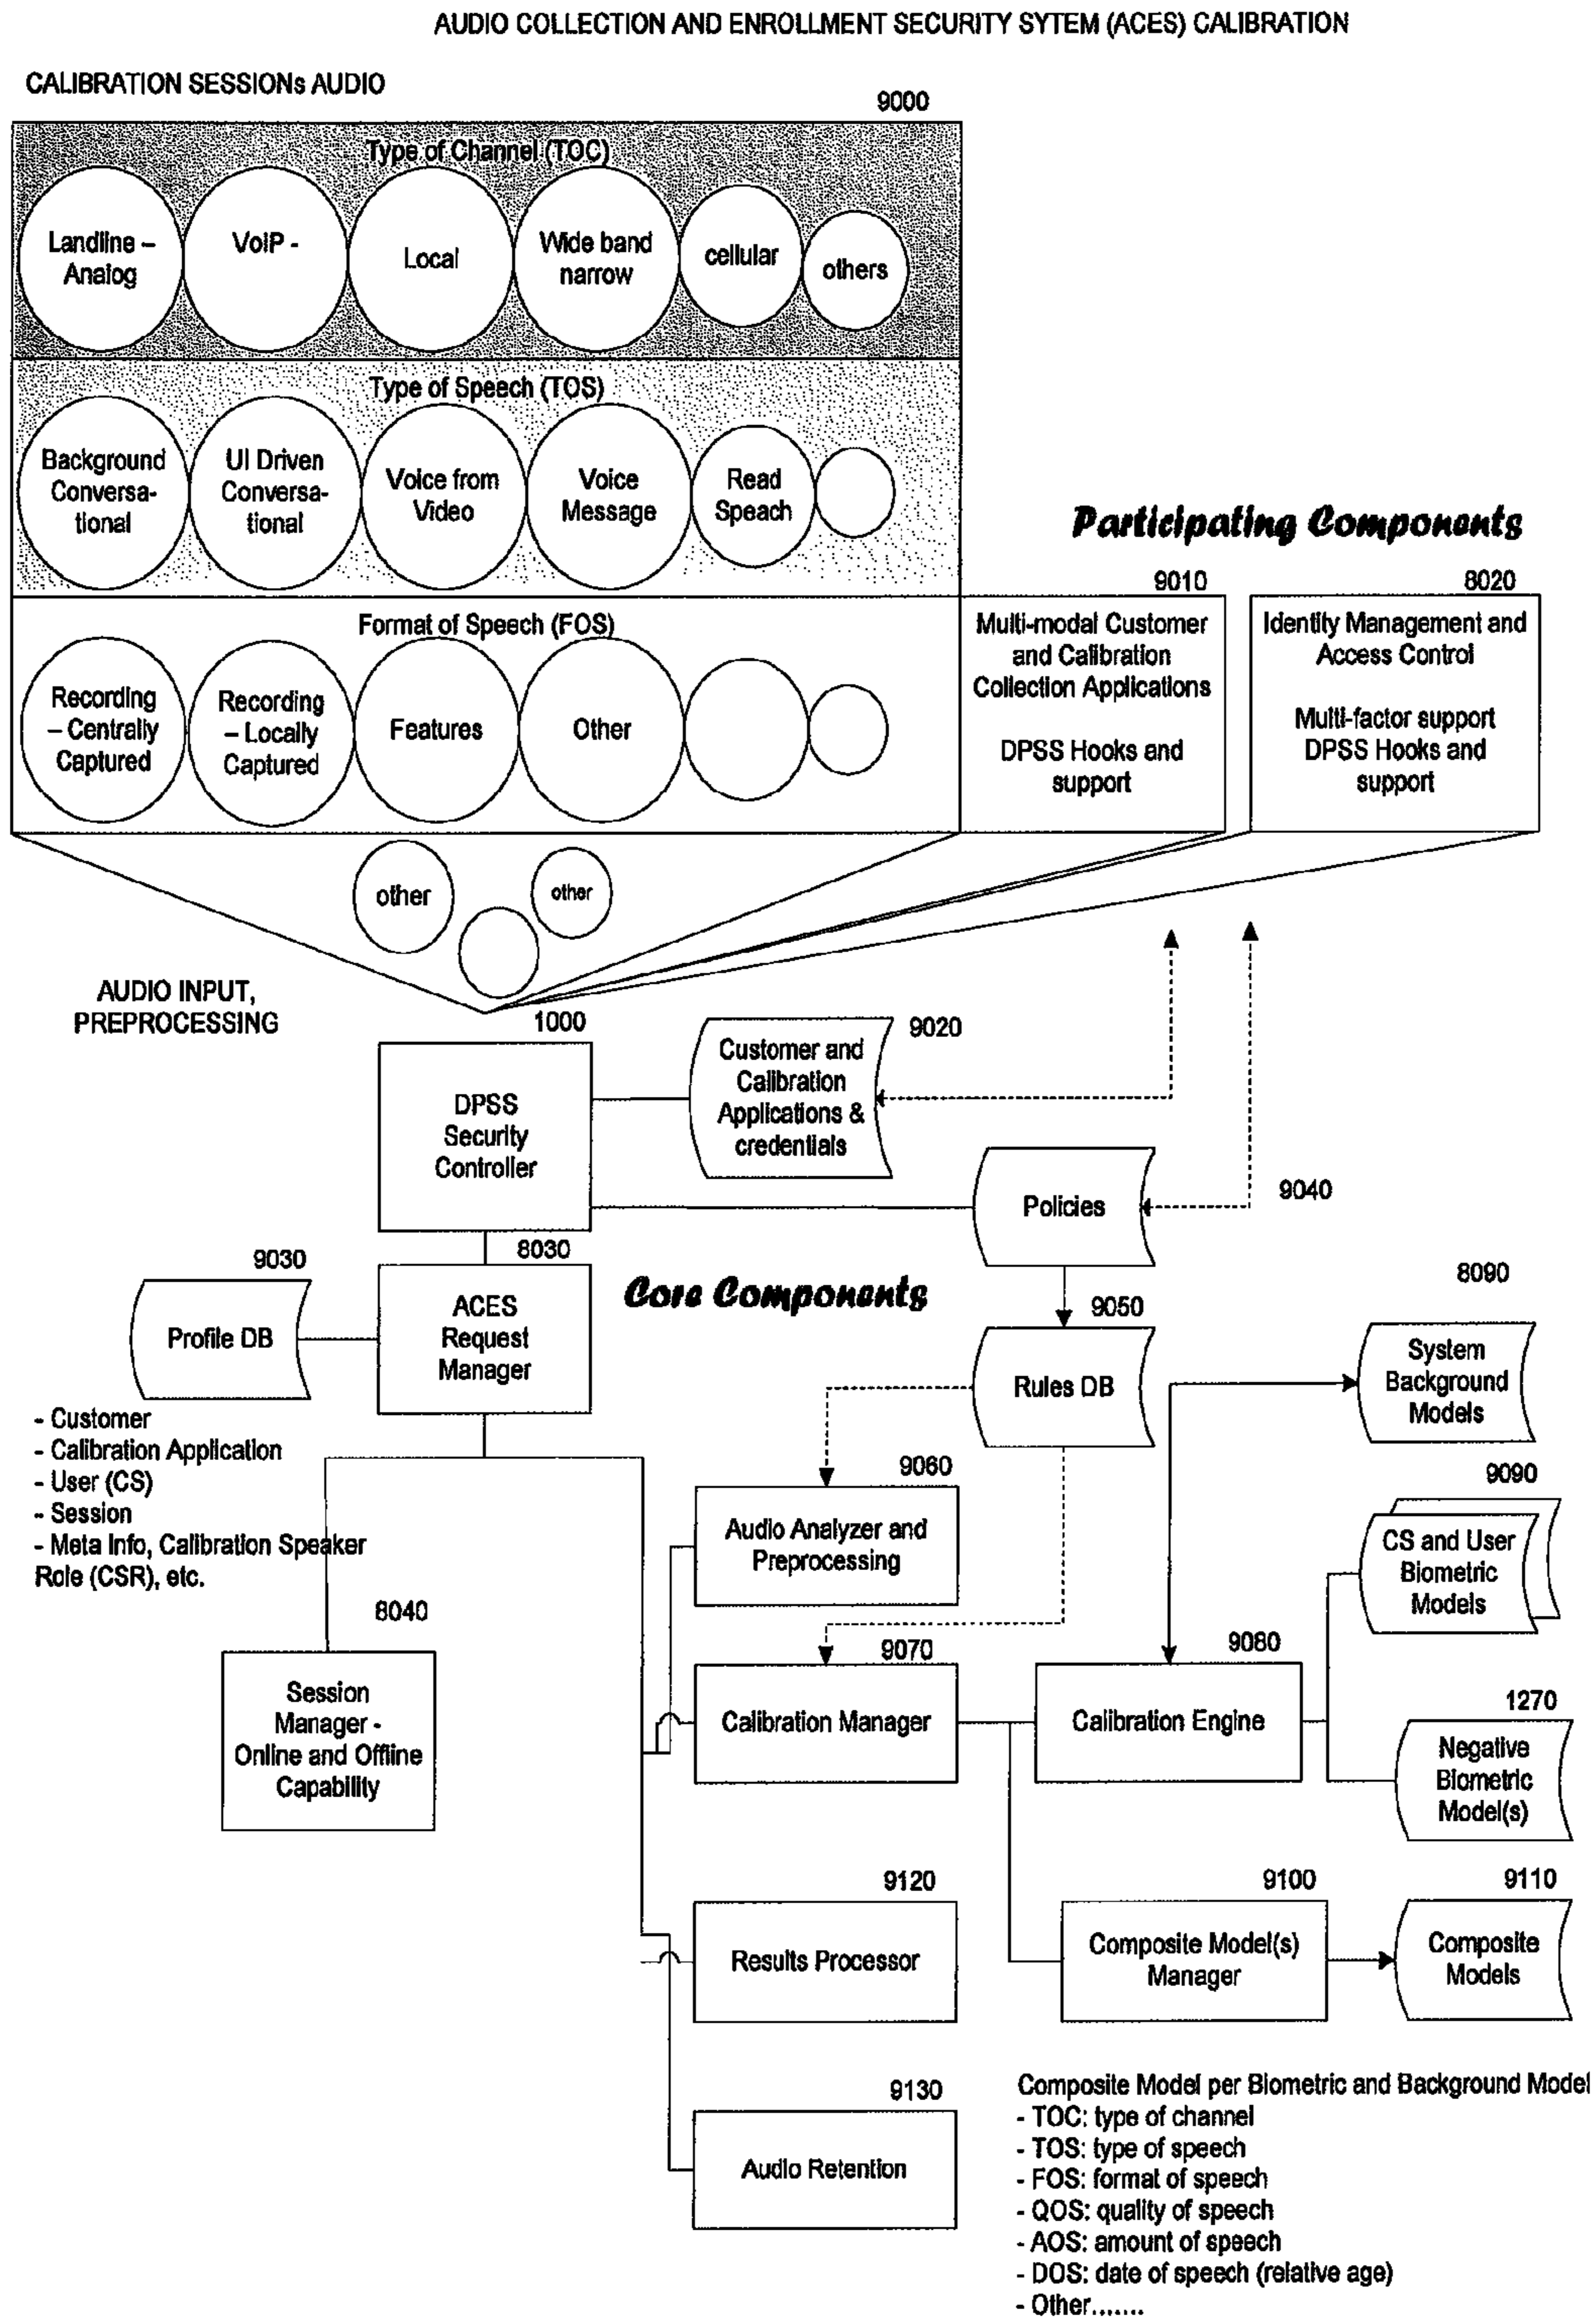 AUDIO COLLECTION AND ENROLLMENT SECURITY SYTEM (ACES) CALIBRATION
CALIBRATION SESSIONs AUDIO
9000
Type of Channel (TOC)
Landline –
Analog
VoIP -
Local
Wide band
narrow
cellular
others
Type of Speech (TOS)
Background
Conversa-
tional
UI Driven
Conversa-
tional
Voice from
Video
Voice
Message
Read
Speach
Participating Components
Format of Speech (FOS)
Recording
– Centrally
Captured
Recording
– Locally
Captured
Features
Other
9010
Multi-modal Customer
and Calibration
Collection Applications
DPSS Hooks and
support
8020
Identity Management and
Access Control
Multi-factor support
DPSS Hooks and
support
other
other
AUDIO INPUT,
PREPROCESSING
1000
DPSS
Security
Controller
9020
Customer and
Calibration
Applications &
credentials
Policies
9040
9030
Profile DB
8030
ACES
Request
Manager
Core Components
9050
Rules DB
8090
System
Background
Models
- Customer
- Calibration Application
- User (CS)
- Session
- Meta Info, Calibration Speaker
Role (CSR), etc.
9060
Audio Analyzer and
Preprocessing
9090
CS and User
Biometric
Models
8040
Session
Manager -
Online and Offline
Capability
9070
Calibration Manager
9080
Calibration Engine
1270
Negative
Biometric
Model(s)
9120
Results Processor
9100
Composite Model(s)
Manager
9110
Composite
Models
9130
Audio Retention
Composite Model per Biometric and Background Model
- TOC: type of channel
- TOS: type of speech
- FOS: format of speech
- QOS: quality of speech
- AOS: amount of speech
- DOS: date of speech (relative age)
- Other.......